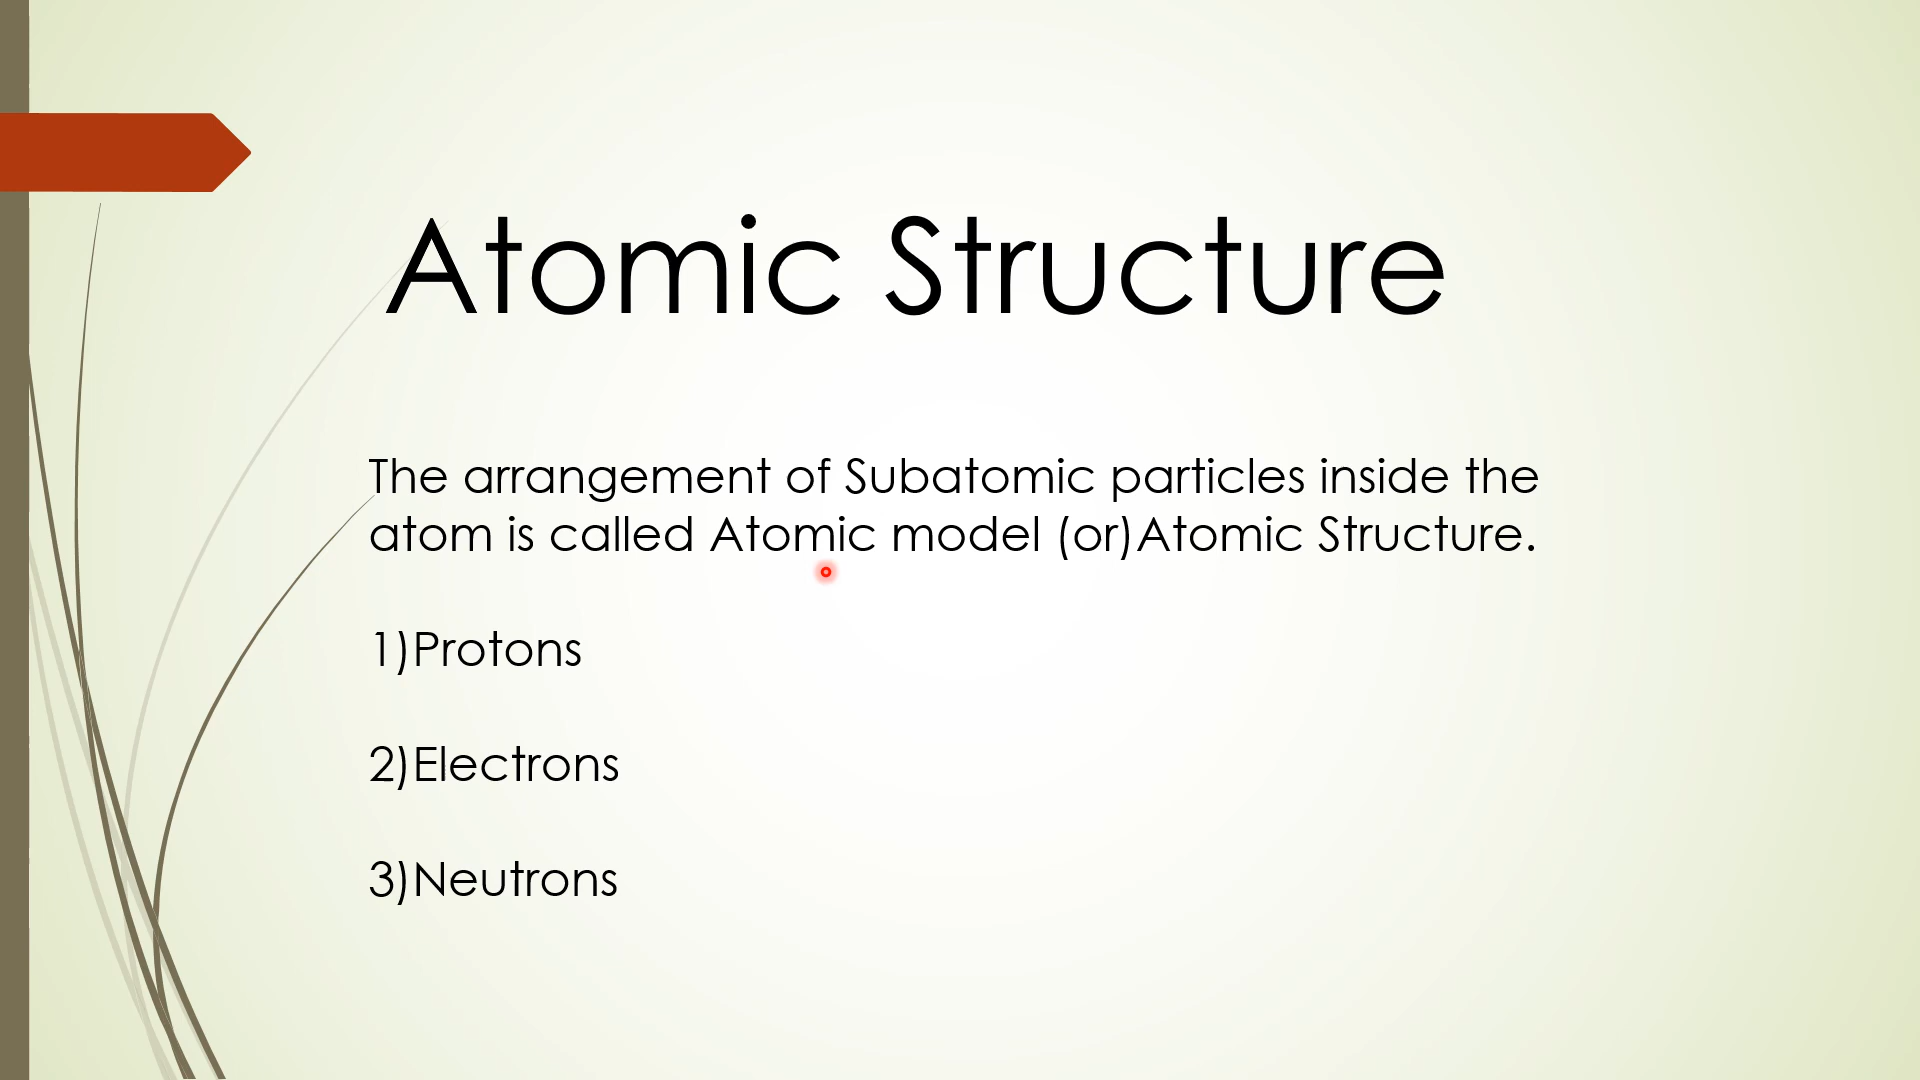 Atomic Structure
The arrangement of Subatomic particles inside the
atom is called Atomic model (or)Atomic Structure.
1)Protons
2)Electrons
3)Neutrons